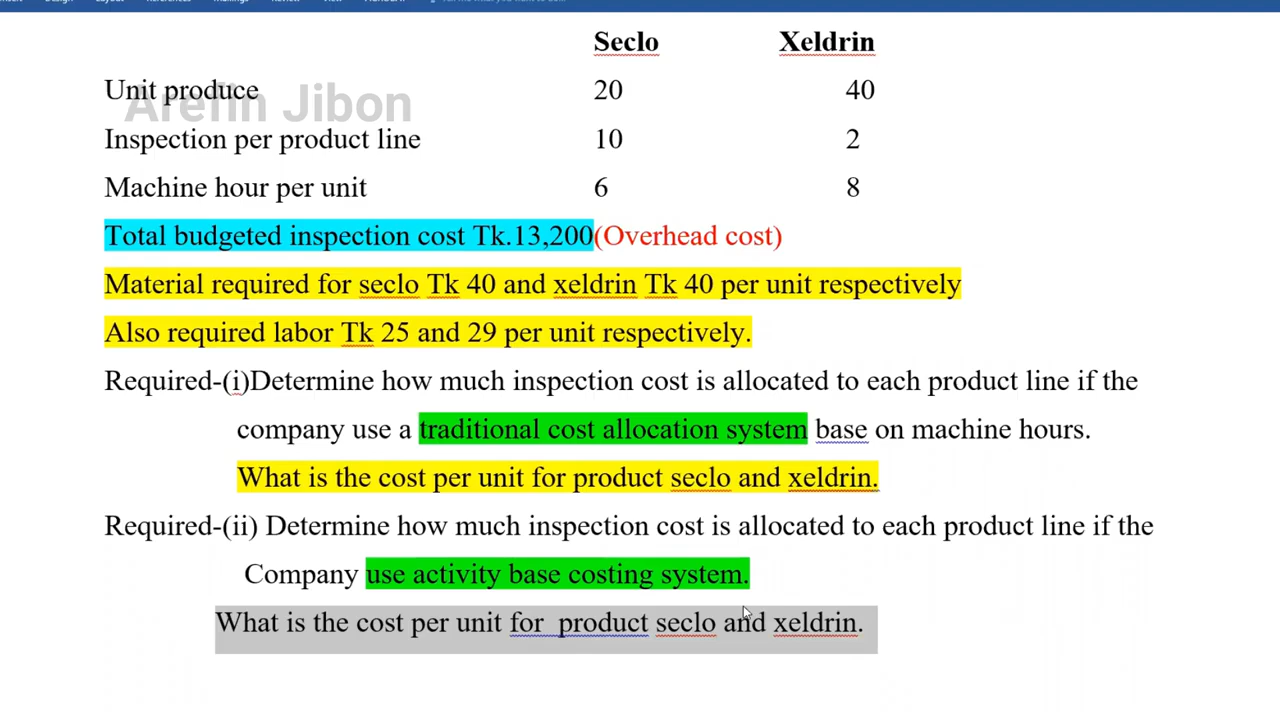 Seclo Xeldrin
Unit produce 20 40
Arefin Jibon
Inspection per product line 10 2
Machine hour per unit 6 8
Total budgeted inspection cost Tk.13,200(Overhead cost)
Material required for seclo Tk 40 and xeldrin Tk 40 per unit respectively
Also required labor Tk 25 and 29 per unit respectively.
Required-(i)Determine how much inspection cost is allocated to each product line if the
company use a traditional cost allocation system base on machine hours.
What is the cost per unit for product seclo and xeldrin.
Required-(ii) Determine how much inspection cost is allocated to each product line if the
Company use activity base costing system.
What is the cost per unit for product seclo and xeldrin.